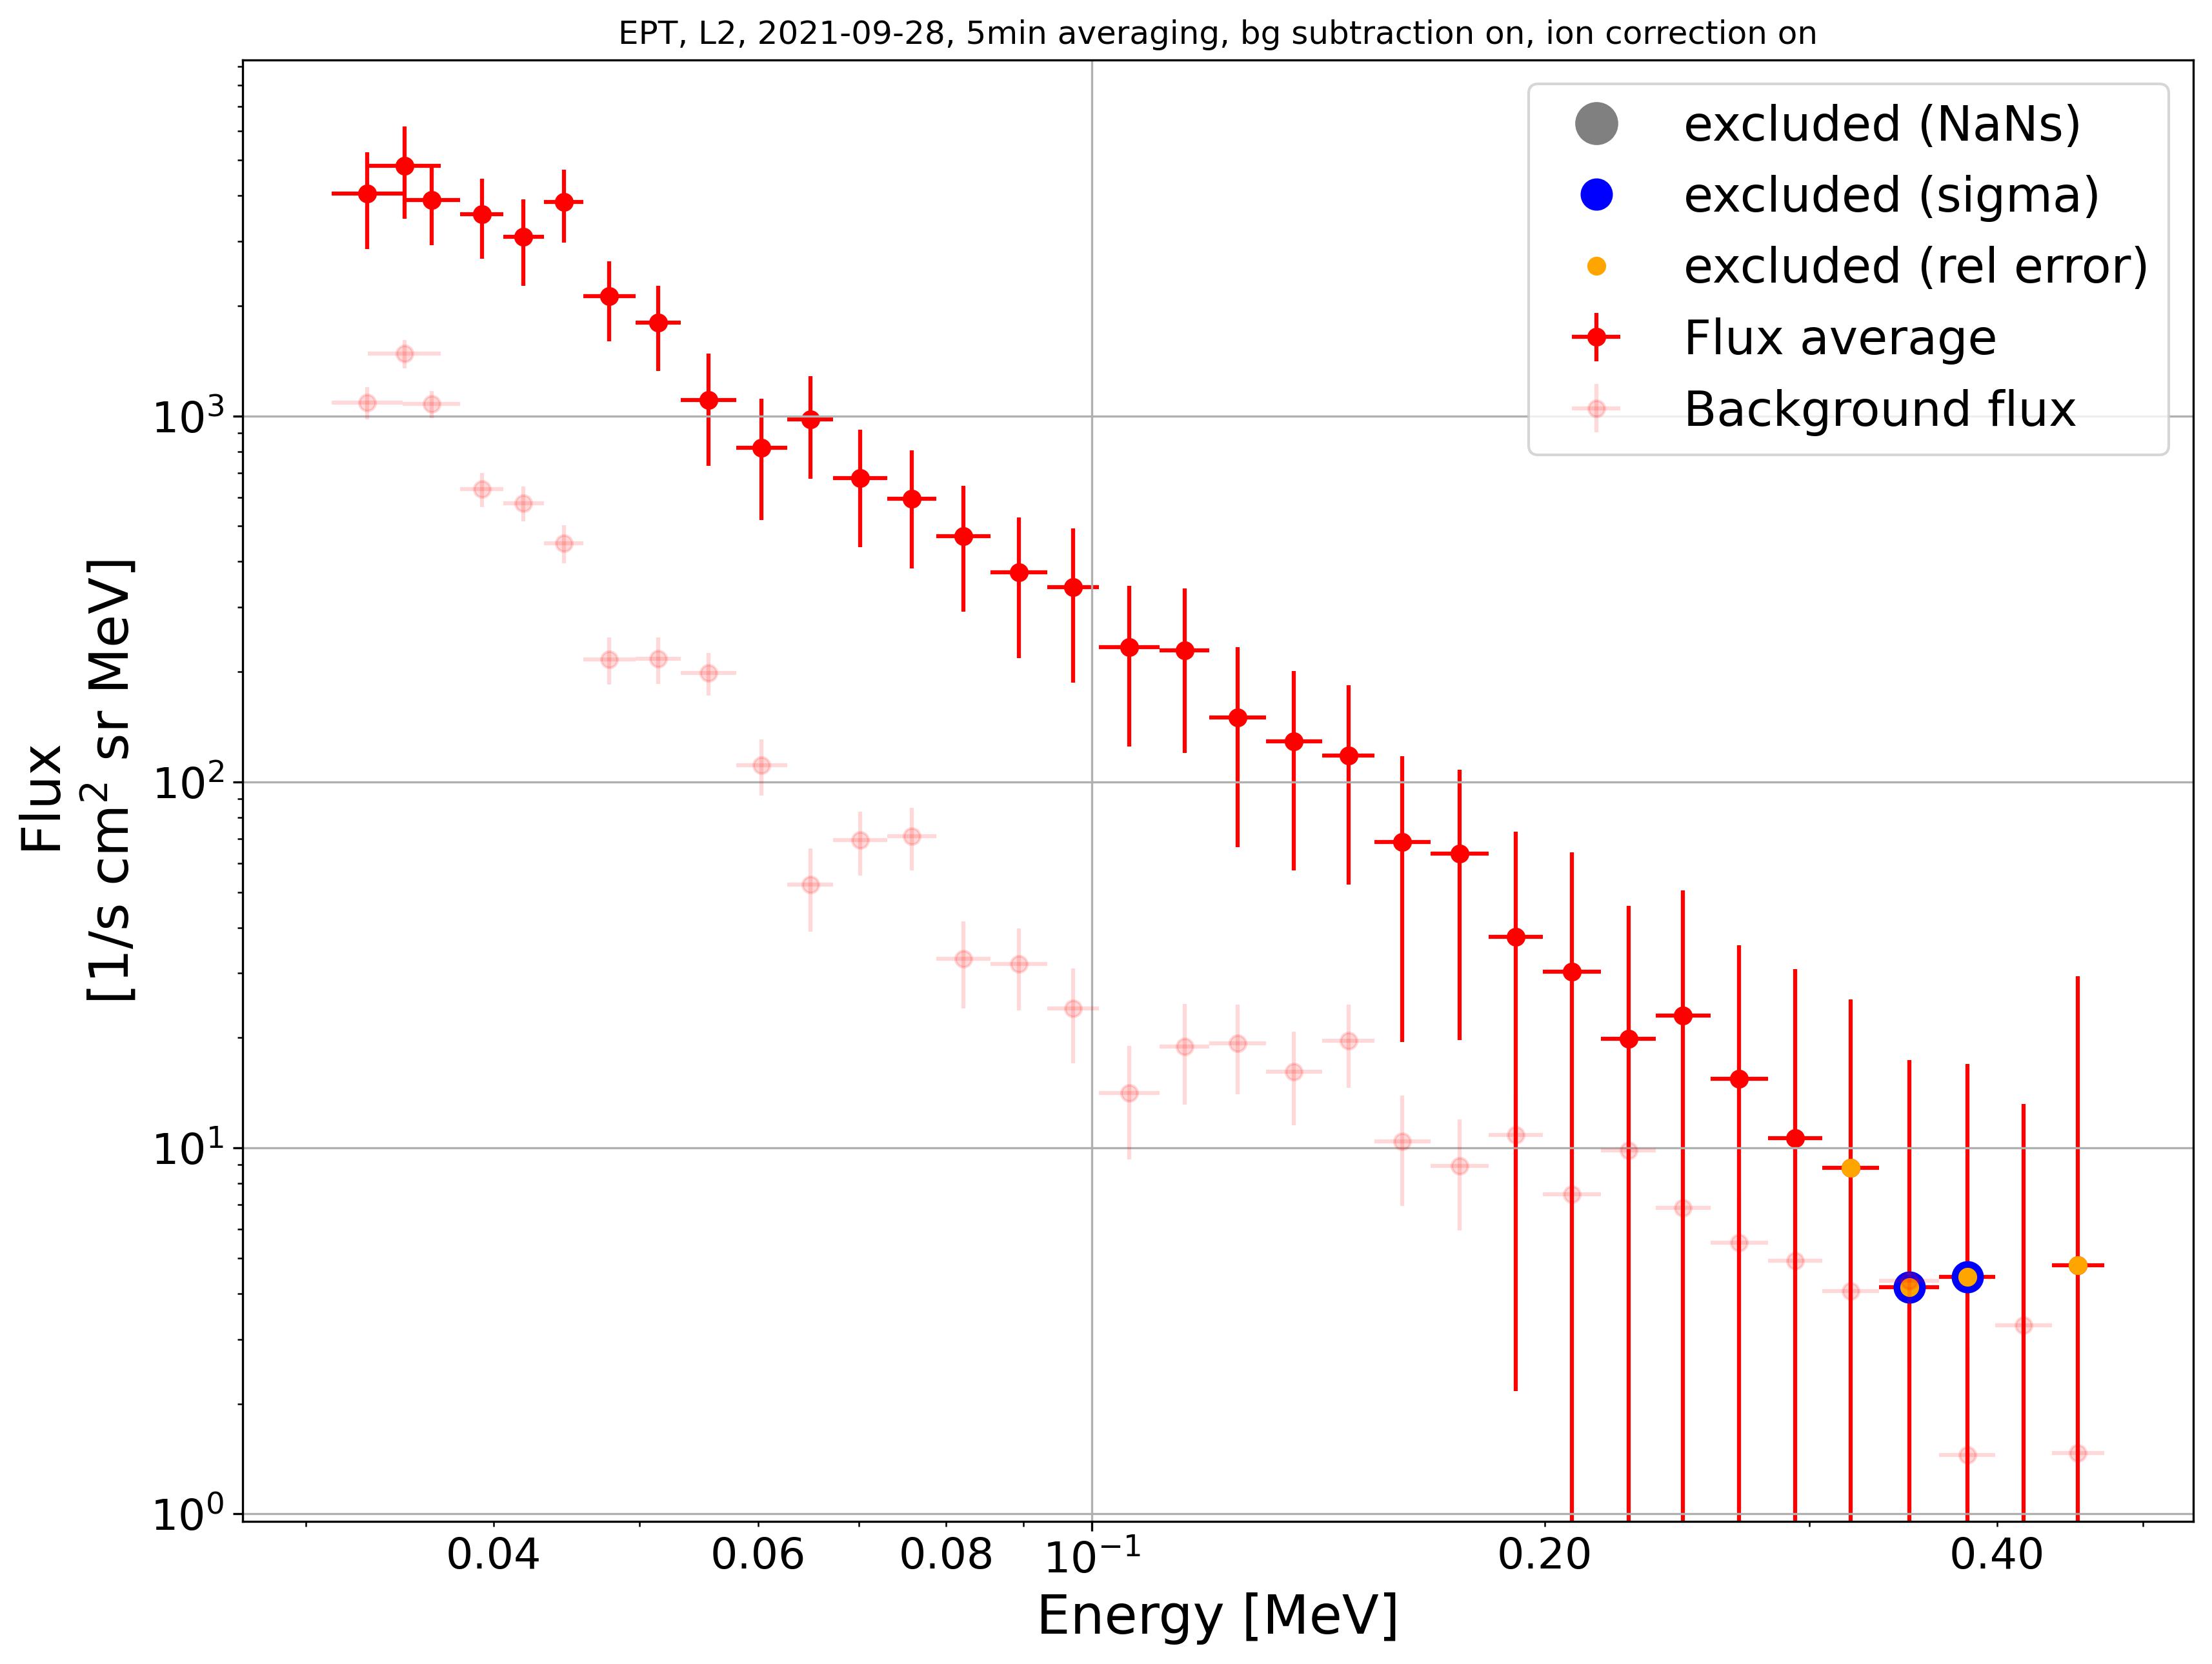 EPT, L2, 2021-09-28, 5min averaging, bg subtraction on, ion correction on
excluded (NaNs)
excluded (sigma)
excluded (rel error)
Flux average
Background flux
Flux
[1/s cm² sr MeV]
10³
10²
10¹
10⁰
0.04
0.06
0.08
10⁻¹
0.20
0.40
Energy [MeV]